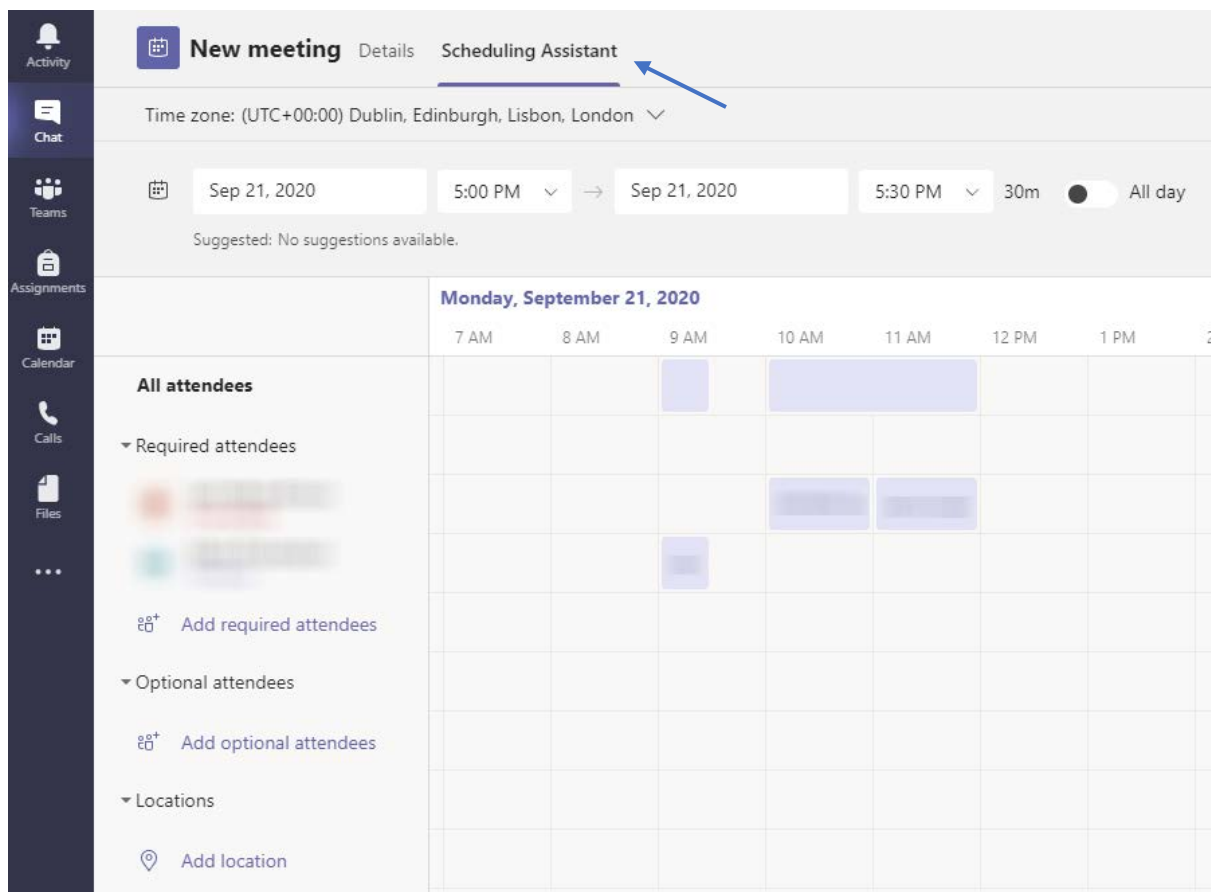 Activity
Chat
Teams
Assignments
Calendar
Calls
Files
New meeting Details Scheduling Assistant
Time zone: (UTC+00:00) Dublin, Edinburgh, Lisbon, London
Sep 21, 2020 5:00 PM → Sep 21, 2020 5:30 PM 30m All day
Suggested: No suggestions available.
Monday, September 21, 2020
7 AM 8 AM 9 AM 10 AM 11 AM 12 PM 1 PM
All attendees
Required attendees
Add required attendees
Optional attendees
Add optional attendees
Locations
Add location